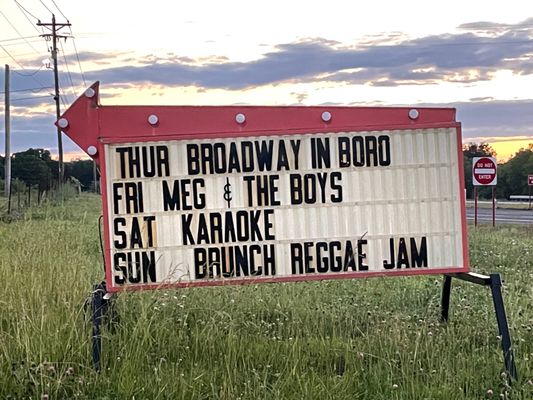 THUR BROADWAY IN BORO
FRI MEG & THE BOYS
SAT KARAOKE
SUN BRUNCH REGGAE JAM
DO NOT
ENTER